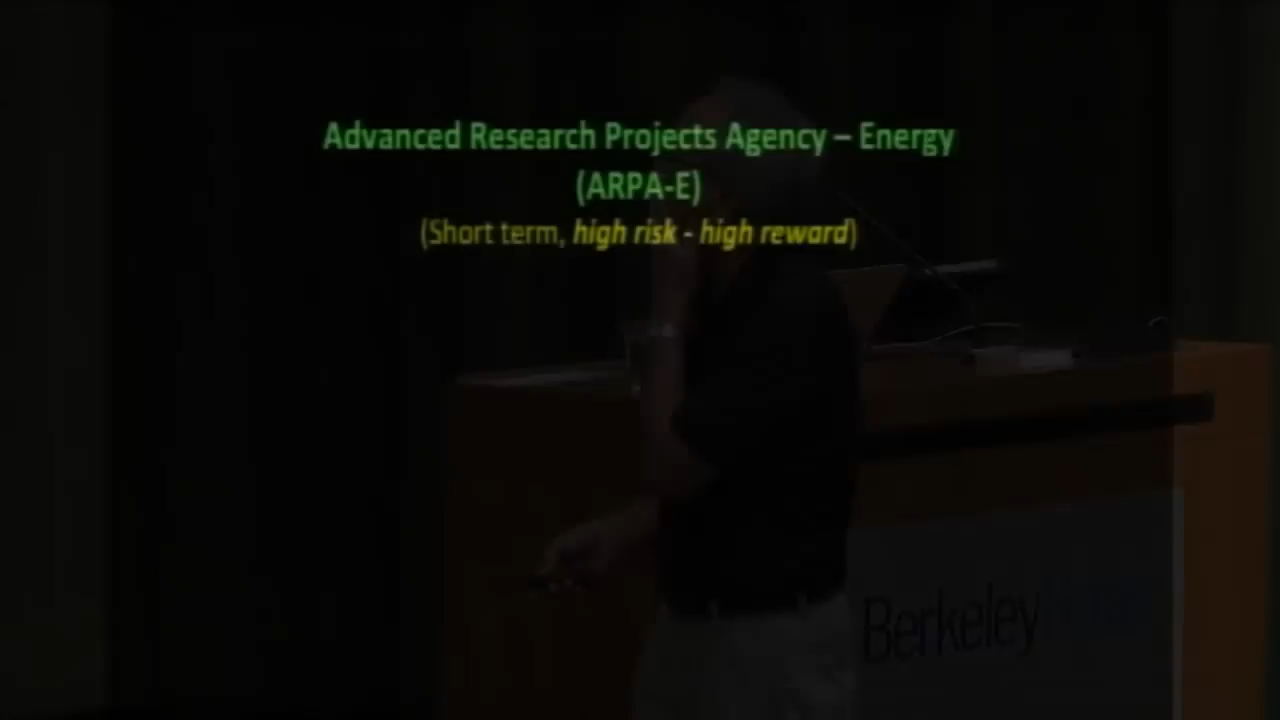 Advanced Research Projects Agency – Energy
(ARPA-E)
(Short term, high risk - high reward)
Berkeley